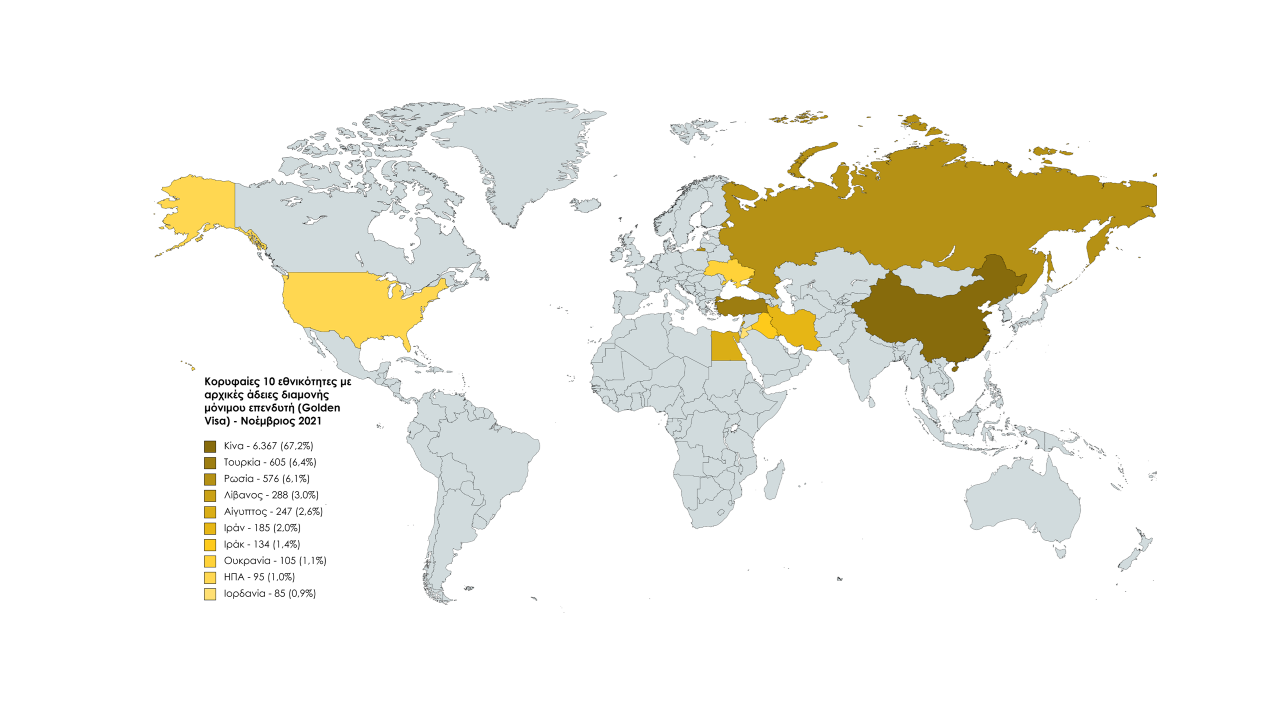 Κορυφαίες 10 εθνικότητες με
αρχικές άδειες διαμονής
μόνιμου επενδυτή (Golden
Visa) - Νοέμβριος 2021
Κίνα - 6.367 (67,2%)
Τουρκία - 605 (6,4%)
Ρωσία - 576 (6,1%)
Λίβανος - 288 (3.0%)
Αίγυπτος - 247 (2,6%)
Ιράν - 185 (2,0%)
Ιράκ - 134 (1,4%)
Ουκρανία - 105 (1,1%)
ΗΠΑ - 95 (1,0%)
Ιορδανία - 85 (0,9%)